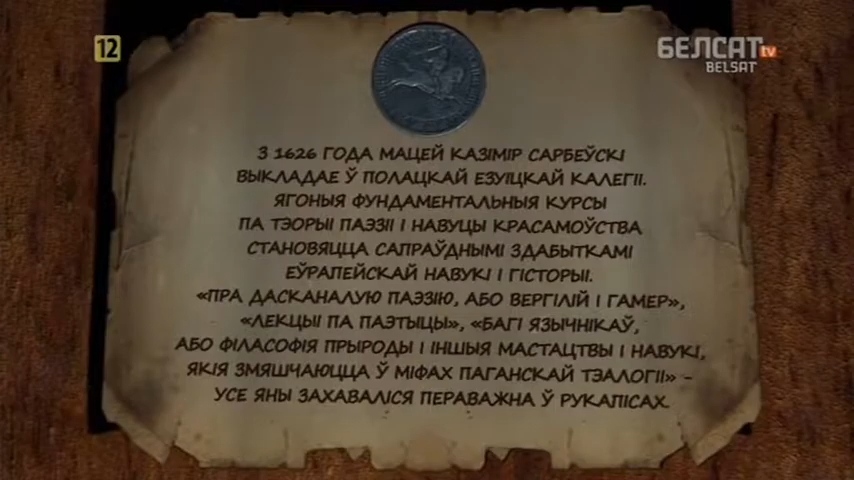 12
БЕЛСАТ tv
BELSAT
З 1626 ГОДА МАЦЕЙ КАЗІМІР САРБЕЎСКІ
ВЫКЛАДАЕ Ў ПОЛАЦКАЙ ЕЗУІЦКАЙ КАЛЕГІІ.
ЯГОНЫЯ ФУНДАМЕНТАЛЬНЫЯ КУРСЫ
ПА ТЭОРЫІ ПАЭЗІІ І НАВУЦЫ КРАСАМОЎСТВА
СТАНОВЯЦЦА САПРАЎДНЫМІ ЗДАБЫТКАМІ
ЕЎРАПЕЙСКАЙ НАВУКІ І ГІСТОРЫІ.
«ПРА ДАСКАНАЛУЮ ПАЭЗІЮ, АБО ВЕРГІЛІЙ І ГАМЕР»,
«ЛЕКЦЫІ ПА ПАЭТЫЦЫ», «БАГІ ЯЗЫЧНІКАЎ,
АБО ФІЛАСОФІЯ ПРЫРОДЫ І ІНШЫЯ МАСТАЦТВЫ І НАВУКІ,
ЯКІЯ ЗМЯШЧАЮЦЦА Ў МІФАХ ПАГАНСКАЙ ТЭАЛОГІІ» –
УСЕ ЯНЫ ЗАХАВАЛІСЯ ПЕРАВАЖНА Ў РУКАПІСАХ.